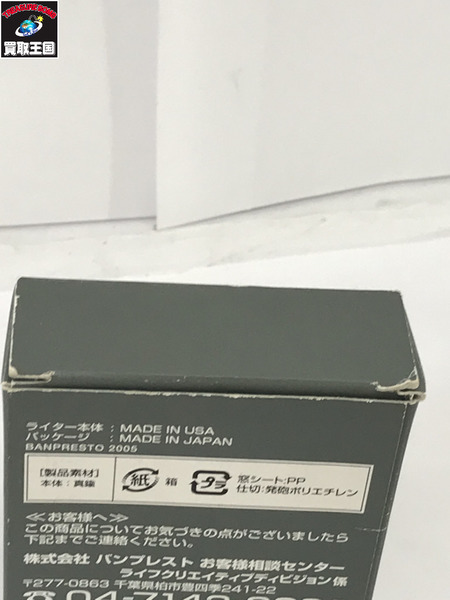 買取王国
ライター本体 : MADE IN USA
パッケージ : MADE IN JAPAN
BANPRESTO 2005
[製品素材]
本体:真鍮
紙 箱
プラ 窓シート:PP
仕切:発砲ポリエチレン
≪お客様へ≫
この商品についてお気づきの点がございましたら
下記までご連絡ください。
株式会社 バンプレスト お客様相談センター
ライフクリエイティブディビジョン係
〒277-0863 千葉県柏市豊四季241-22